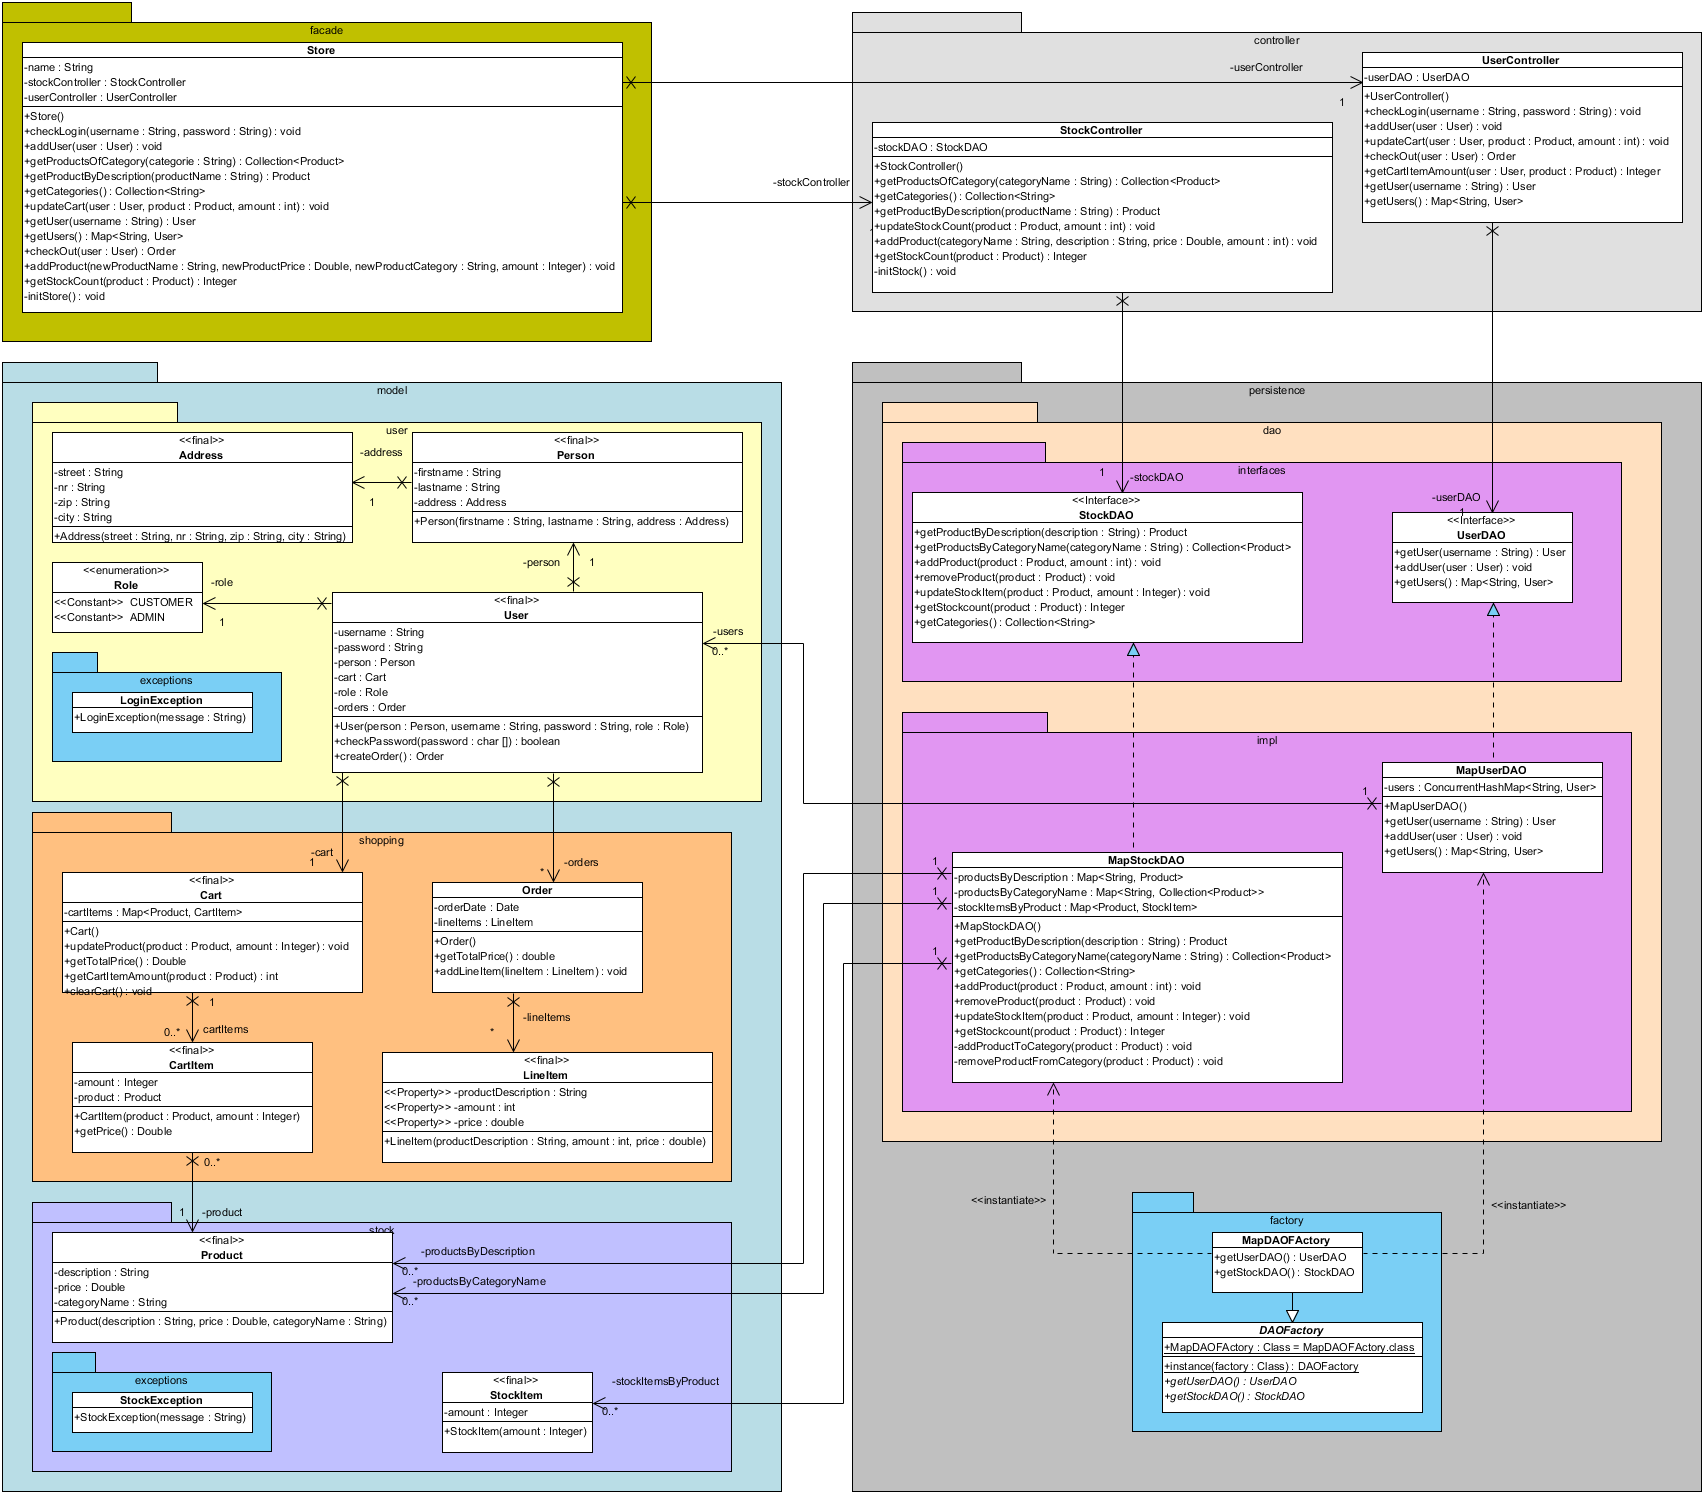 facade
Store
-name : String
-stockController : StockController
-userController : UserController
+Store()
+checkLogin(username : String, password : String) : void
+addUser(user : User) : void
+getProductsOfCategory(categorie : String) : Collection<Product>
+getProductByDescription(productName : String) : Product
+getCategories() : Collection<String>
+updateCart(user : User, product : Product, amount : int) : void
+getUser(username : String) : User
+getUsers() : Map<String, User>
+checkOut(user : User) : Order
+addProduct(newProductName : String, newProductPrice : Double, newProductCategory : String, amount : Integer) : void
+getStockCount(product : Product) : Integer
-initStore() : void
-userController
1
-stockController
controller
UserController
-userDAO : UserDAO
+UserController()
+checkLogin(username : String, password : String) : void
+addUser(user : User) : void
+updateCart(user : User, product : Product, amount : int) : void
+checkOut(user : User) : Order
+getCartItemAmount(user : User, product : Product) : Integer
+getUser(username : String) : User
+getUsers() : Map<String, User>
StockController
-stockDAO : StockDAO
+StockController()
+getProductsOfCategory(categoryName : String) : Collection<Product>
+getCategories() : Collection<String>
+getProductByDescription(productName : String) : Product
+updateStockCount(product : Product, amount : int) : void
+addProduct(categoryName : String, description : String, price : Double, amount : int) : void
+getStockCount(product : Product) : Integer
-initStock() : void
model
user
<<final>>
Address
-street : String
-nr : String
-zip : String
-city : String
+Address(street : String, nr : String, zip : String, city : String)
-address
1
<<final>>
Person
-firstname : String
-lastname : String
-address : Address
+Person(firstname : String, lastname : String, address : Address)
-person
1
<<enumeration>>
Role
<<Constant>> CUSTOMER
<<Constant>> ADMIN
-role
1
<<final>>
User
-username : String
-password : String
-person : Person
-cart : Cart
-role : Role
-orders : Order
+User(person : Person, username : String, password : String, role : Role)
+checkPassword(password : char []) : boolean
+createOrder() : Order
-users
0..*
exceptions
LoginException
+LoginException(message : String)
shopping
-cart
1
-orders
*
<<final>>
Cart
-cartItems : Map<Product, CartItem>
+Cart()
+updateProduct(product : Product, amount : Integer) : void
+getTotalPrice() : Double
+getCartItemAmount(product : Product) : int
+clearCart() : void
1
0..*
cartItems
Order
-orderDate : Date
-lineItems : LineItem
+Order()
+getTotalPrice() : double
+addLineItem(lineItem : LineItem) : void
-lineItems
*
<<final>>
CartItem
-amount : Integer
-product : Product
+CartItem(product : Product, amount : Integer)
+getPrice() : Double
0..*
1
-product
<<final>>
LineItem
<<Property>> -productDescription : String
<<Property>> -amount : int
<<Property>> -price : double
+LineItem(productDescription : String, amount : int, price : double)
stock
<<final>>
Product
-description : String
-price : Double
-categoryName : String
+Product(description : String, price : Double, categoryName : String)
-productsByDescription
0..*
-productsByCategoryName
0..*
exceptions
StockException
+StockException(message : String)
<<final>>
StockItem
-amount : Integer
+StockItem(amount : Integer)
-stockItemsByProduct
0..*
persistence
dao
interfaces
1
-stockDAO
-userDAO
1
<<Interface>>
StockDAO
+getProductByDescription(description : String) : Product
+getProductsByCategoryName(categoryName : String) : Collection<Product>
+addProduct(product : Product, amount : int) : void
+removeProduct(product : Product) : void
+updateStockItem(product : Product, amount : Integer) : void
+getStockcount(product : Product) : Integer
+getCategories() : Collection<String>
<<Interface>>
UserDAO
+getUser(username : String) : User
+addUser(user : User) : void
+getUsers() : Map<String, User>
impl
1
MapUserDAO
-users : ConcurrentHashMap<String, User>
+MapUserDAO()
+getUser(username : String) : User
+addUser(user : User) : void
+getUsers() : Map<String, User>
1
1
1
MapStockDAO
-productsByDescription : Map<String, Product>
-productsByCategoryName : Map<String, Collection<Product>>
-stockItemsByProduct : Map<Product, StockItem>
+MapStockDAO()
+getProductByDescription(description : String) : Product
+getProductsByCategoryName(categoryName : String) : Collection<Product>
+getCategories() : Collection<String>
+addProduct(product : Product, amount : int) : void
+removeProduct(product : Product) : void
+updateStockItem(product : Product, amount : Integer) : void
+getStockcount(product : Product) : Integer
-addProductToCategory(product : Product) : void
-removeProductFromCategory(product : Product) : void
<<instantiate>>
<<instantiate>>
factory
MapDAOFActory
+getUserDAO() : UserDAO
+getStockDAO() : StockDAO
DAOFactory
+MapDAOFActory : Class = MapDAOFActory.class
+instance(factory : Class) : DAOFactory
+getUserDAO() : UserDAO
+getStockDAO() : StockDAO